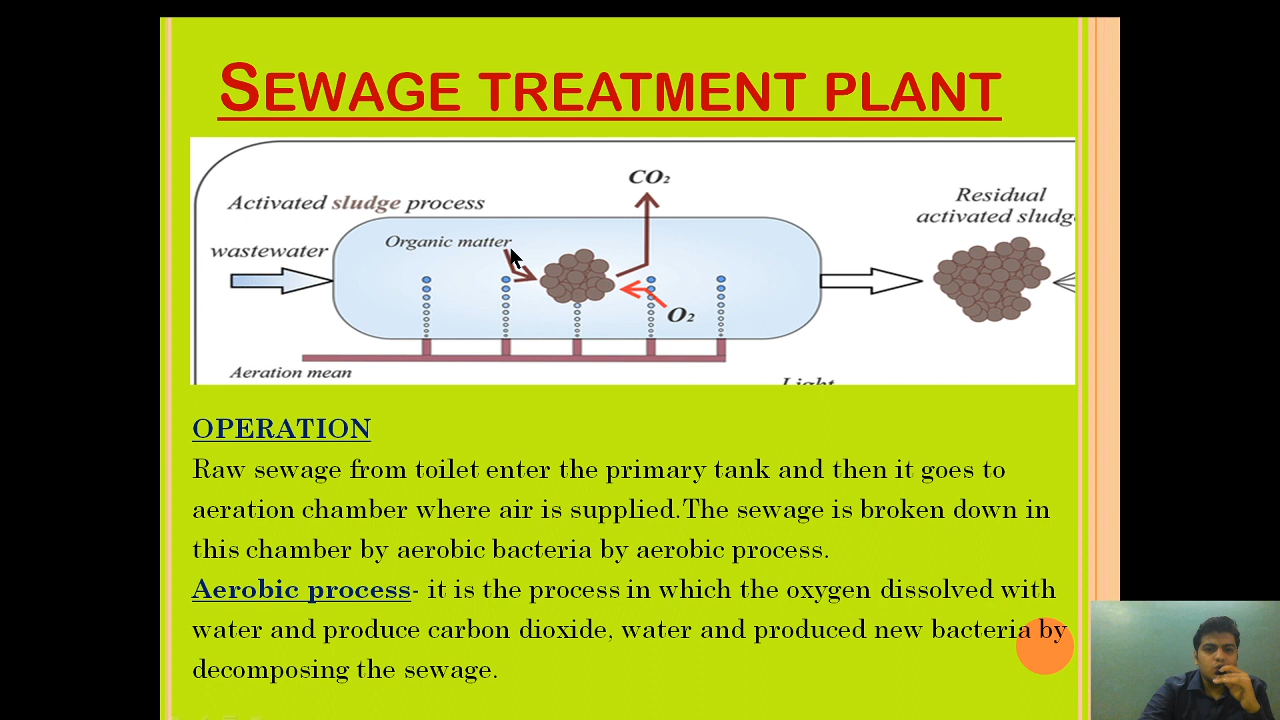 SEWAGE TREATMENT PLANT
CO₂
Activated sludge process
Residual
activated sludge
wastewater
Organic matter
O₂
Aeration mean
Light
OPERATION
Raw sewage from toilet enter the primary tank and then it goes to
aeration chamber where air is supplied.The sewage is broken down in
this chamber by aerobic bacteria by aerobic process.
Aerobic process- it is the process in which the oxygen dissolved with
water and produce carbon dioxide, water and produced new bacteria by
decomposing the sewage.